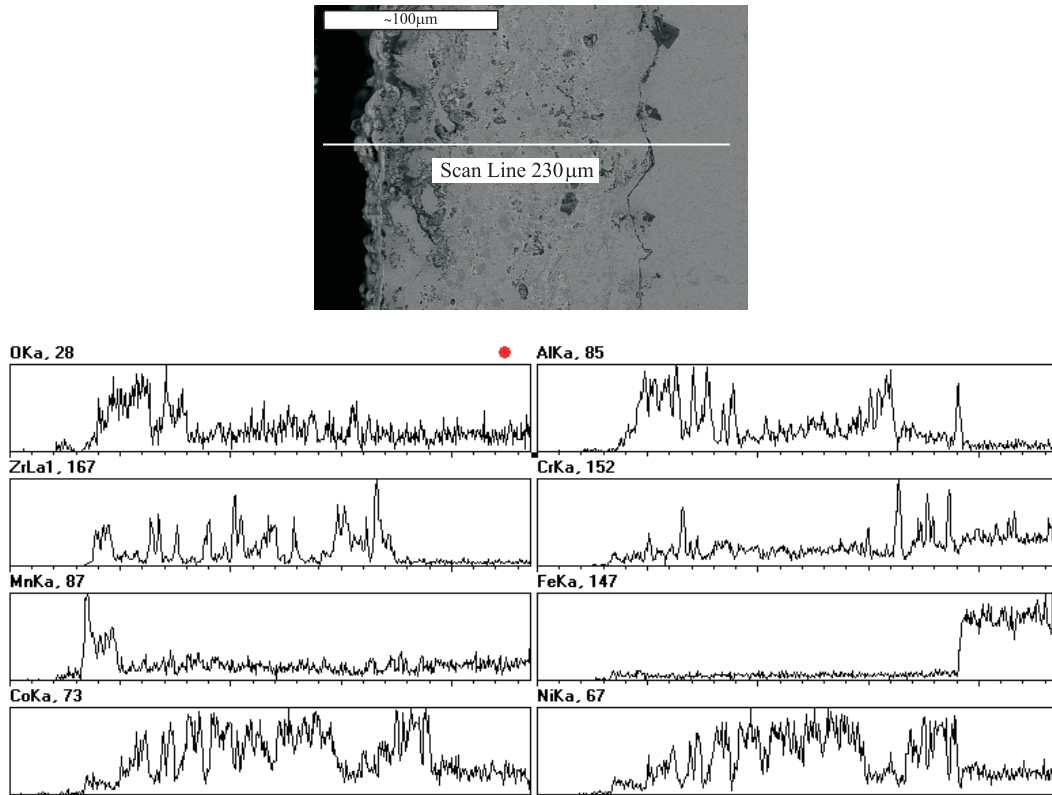 ~100μm
Scan Line 230μm
OKa, 28
AlKa, 85
ZrLa1, 167
CrKa, 152
MnKa, 87
FeKa, 147
CoKa, 73
NiKa, 67